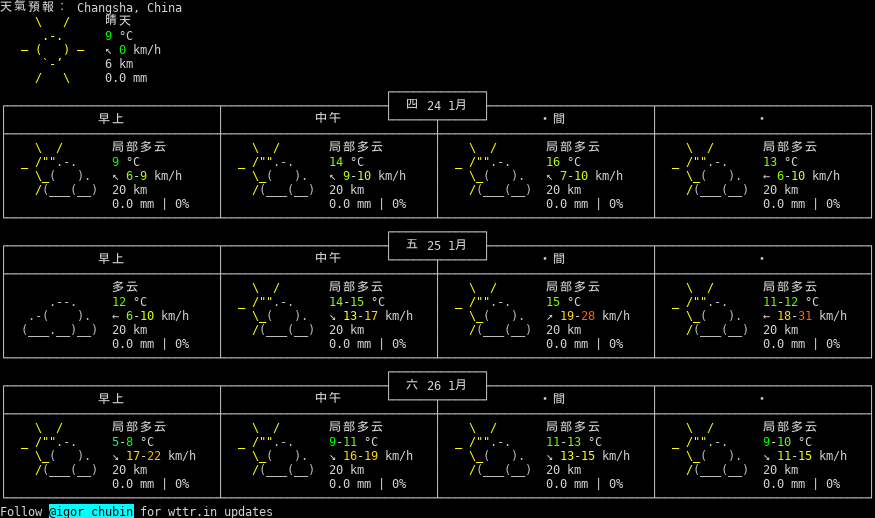 天氣預報： Changsha, China
晴天
9 °C
↖ 0 km/h
6 km
0.0 mm
四 24 1月
早上 中午 ・間 ・
局部多云 局部多云 局部多云 局部多云
9 °C 14 °C 16 °C 13 °C
↖ 6-9 km/h ↖ 9-10 km/h ↖ 7-10 km/h ← 6-10 km/h
20 km 20 km 20 km 20 km
0.0 mm | 0% 0.0 mm | 0% 0.0 mm | 0% 0.0 mm | 0%
五 25 1月
早上 中午 ・間 ・
多云 局部多云 局部多云 局部多云
12 °C 14-15 °C 15 °C 11-12 °C
← 6-10 km/h ↘ 13-17 km/h ↗ 19-28 km/h ← 18-31 km/h
20 km 20 km 20 km 20 km
0.0 mm | 0% 0.0 mm | 0% 0.0 mm | 0% 0.0 mm | 0%
六 26 1月
早上 中午 ・間 ・
局部多云 局部多云 局部多云 局部多云
5-8 °C 9-11 °C 11-13 °C 9-10 °C
↘ 17-22 km/h ↘ 16-19 km/h ↘ 13-15 km/h ↘ 11-15 km/h
20 km 20 km 20 km 20 km
0.0 mm | 0% 0.0 mm | 0% 0.0 mm | 0% 0.0 mm | 0%
Follow @igor_chubin for wttr.in updates